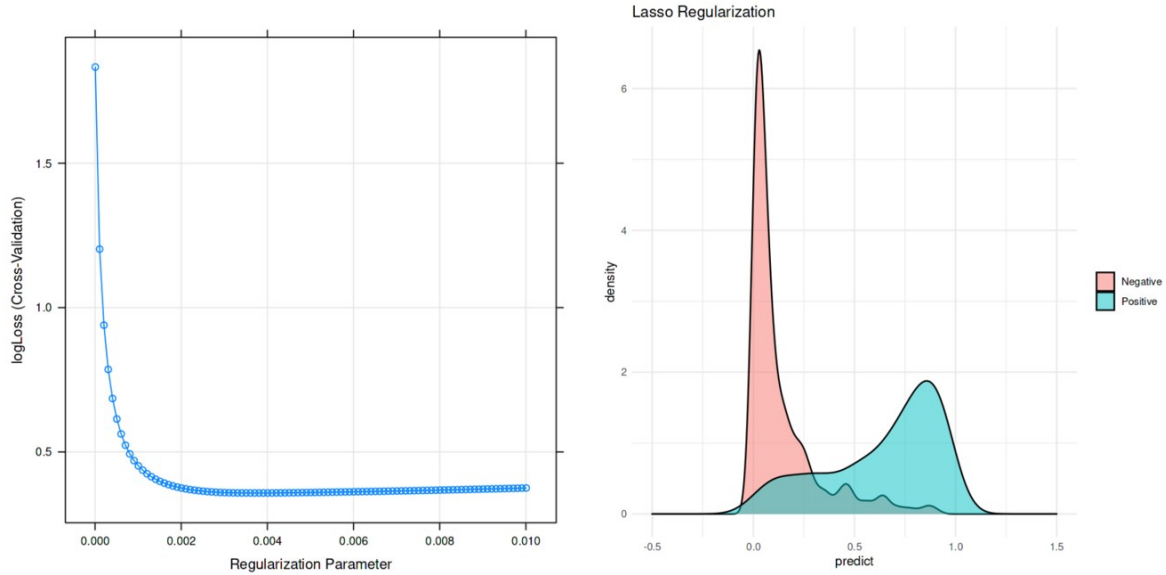 logLoss (Cross-Validation)
1.5
1.0
0.5
0.000 0.002 0.004 0.006 0.008 0.010
Regularization Parameter
Lasso Regularization
density
6
4
2
0
-0.5 0.0 0.5 1.0 1.5
predict
Negative
Positive